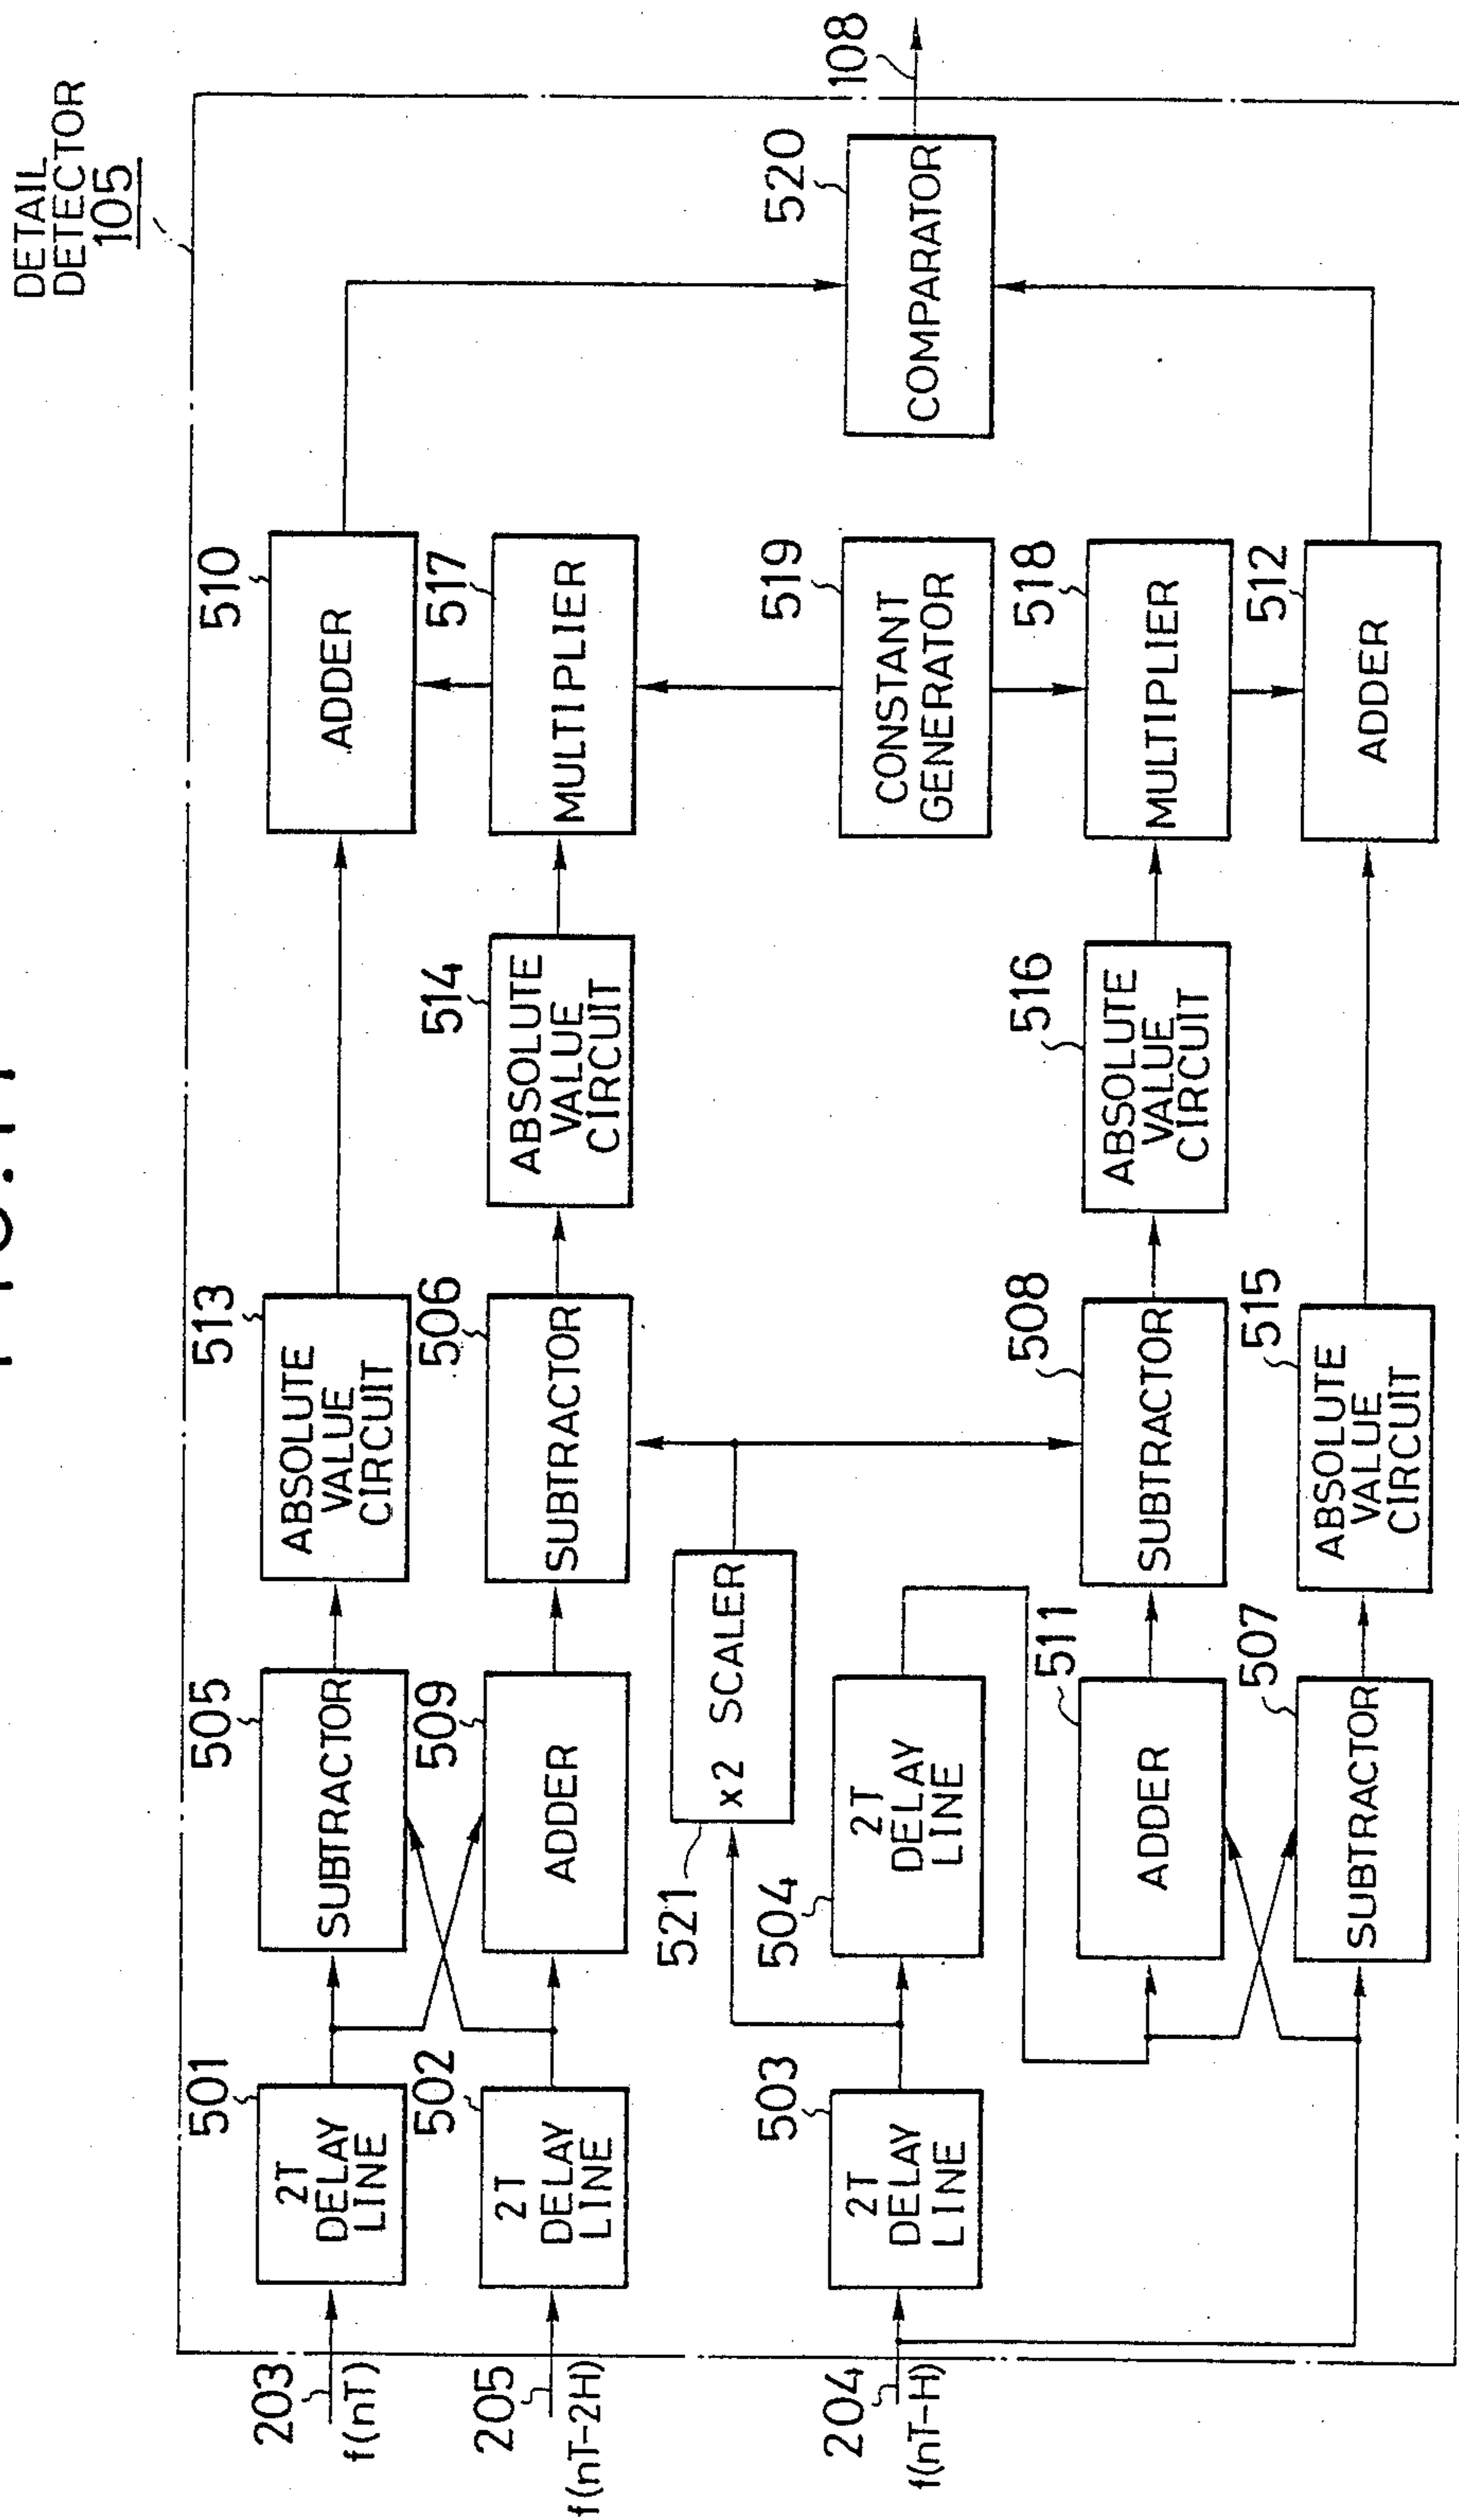 DETAIL
DETECTOR
105
203
f(nT)
501
2T
DELAY
LINE
505
SUBTRACTOR
513
ABSOLUTE
VALUE
CIRCUIT
510
ADDER
205
f(nT-2H)
502
2T
DELAY
LINE
509
ADDER
506
SUBTRACTOR
514
ABSOLUTE
VALUE
CIRCUIT
517
MULTIPLIER
521
x2 SCALER
204
f(nT-H)
503
2T
DELAY
LINE
504
2T
DELAY
LINE
519
CONSTANT
GENERATOR
520
COMPARATOR
108
511
ADDER
508
SUBTRACTOR
516
ABSOLUTE
VALUE
CIRCUIT
518
MULTIPLIER
507
SUBTRACTOR
515
ABSOLUTE
VALUE
CIRCUIT
512
ADDER